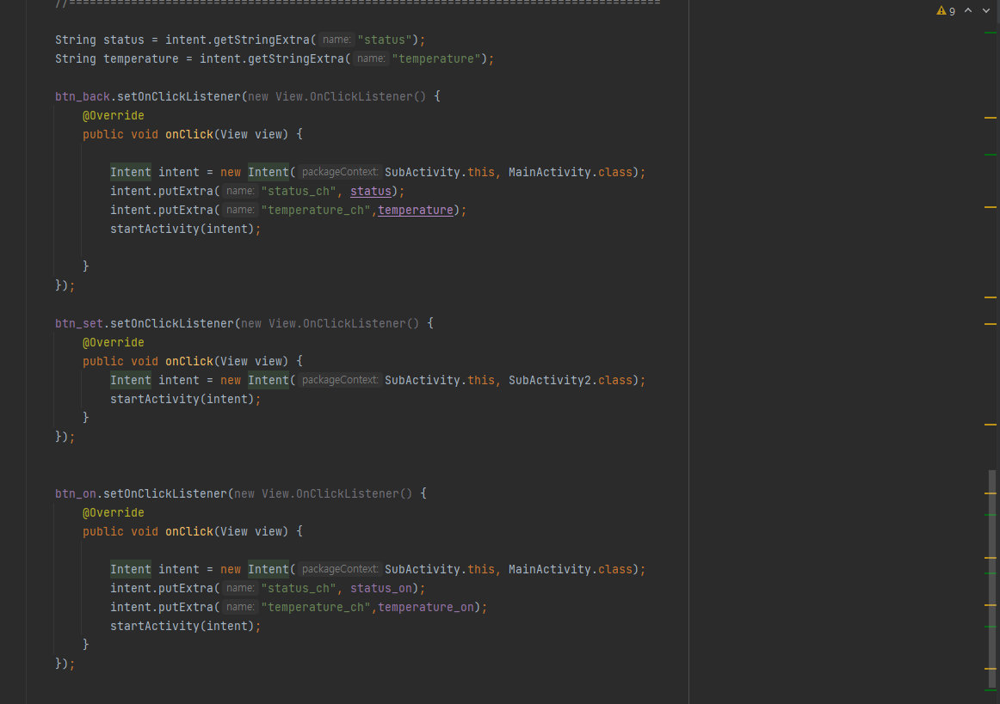 //======================================================================================
9
String status = intent.getStringExtra( name: "status");
String temperature = intent.getStringExtra( name: "temperature");
btn_back.setOnClickListener(new View.OnClickListener() {
@Override
public void onClick(View view) {
Intent intent = new Intent( packageContext: SubActivity.this, MainActivity.class);
intent.putExtra( name: "status_ch", status);
intent.putExtra( name: "temperature_ch",temperature);
startActivity(intent);
}
});
btn_set.setOnClickListener(new View.OnClickListener() {
@Override
public void onClick(View view) {
Intent intent = new Intent( packageContext: SubActivity.this, SubActivity2.class);
startActivity(intent);
}
});
btn_on.setOnClickListener(new View.OnClickListener() {
@Override
public void onClick(View view) {
Intent intent = new Intent( packageContext: SubActivity.this, MainActivity.class);
intent.putExtra( name: "status_ch", status_on);
intent.putExtra( name: "temperature_ch",temperature_on);
startActivity(intent);
}
});